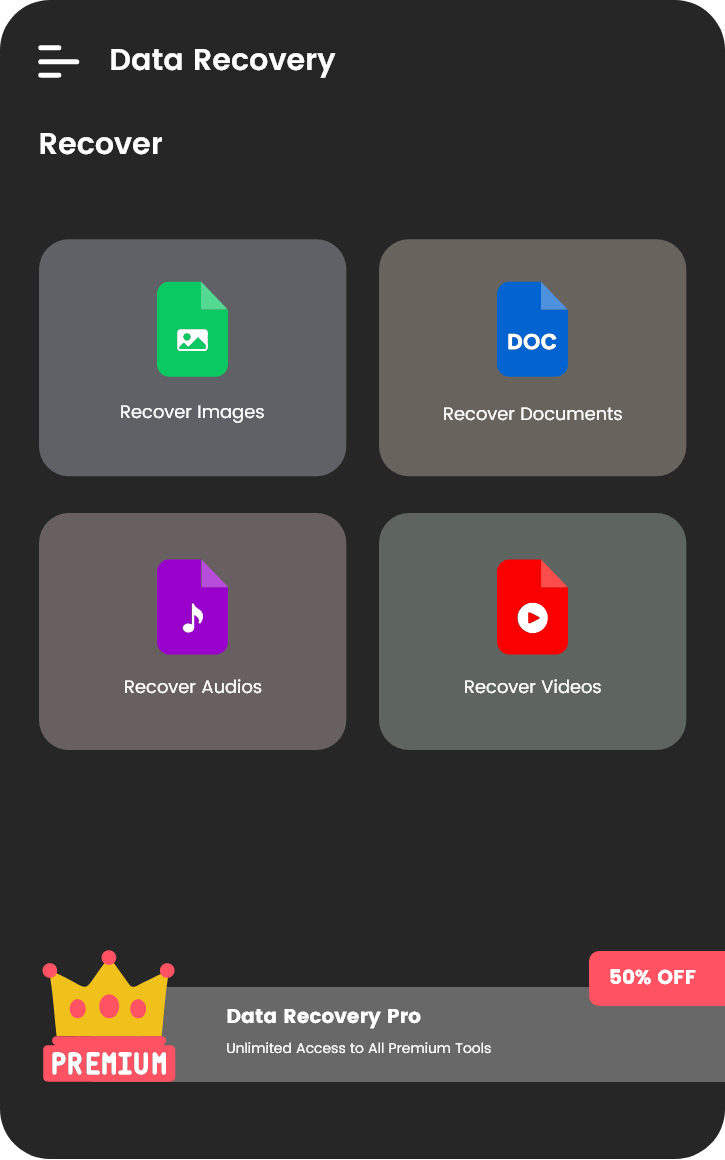 Data Recovery
Recover
Recover Images
DOC
Recover Documents
Recover Audios
Recover Videos
50% OFF
Data Recovery Pro
Unlimited Access to All Premium Tools
PREMIUM